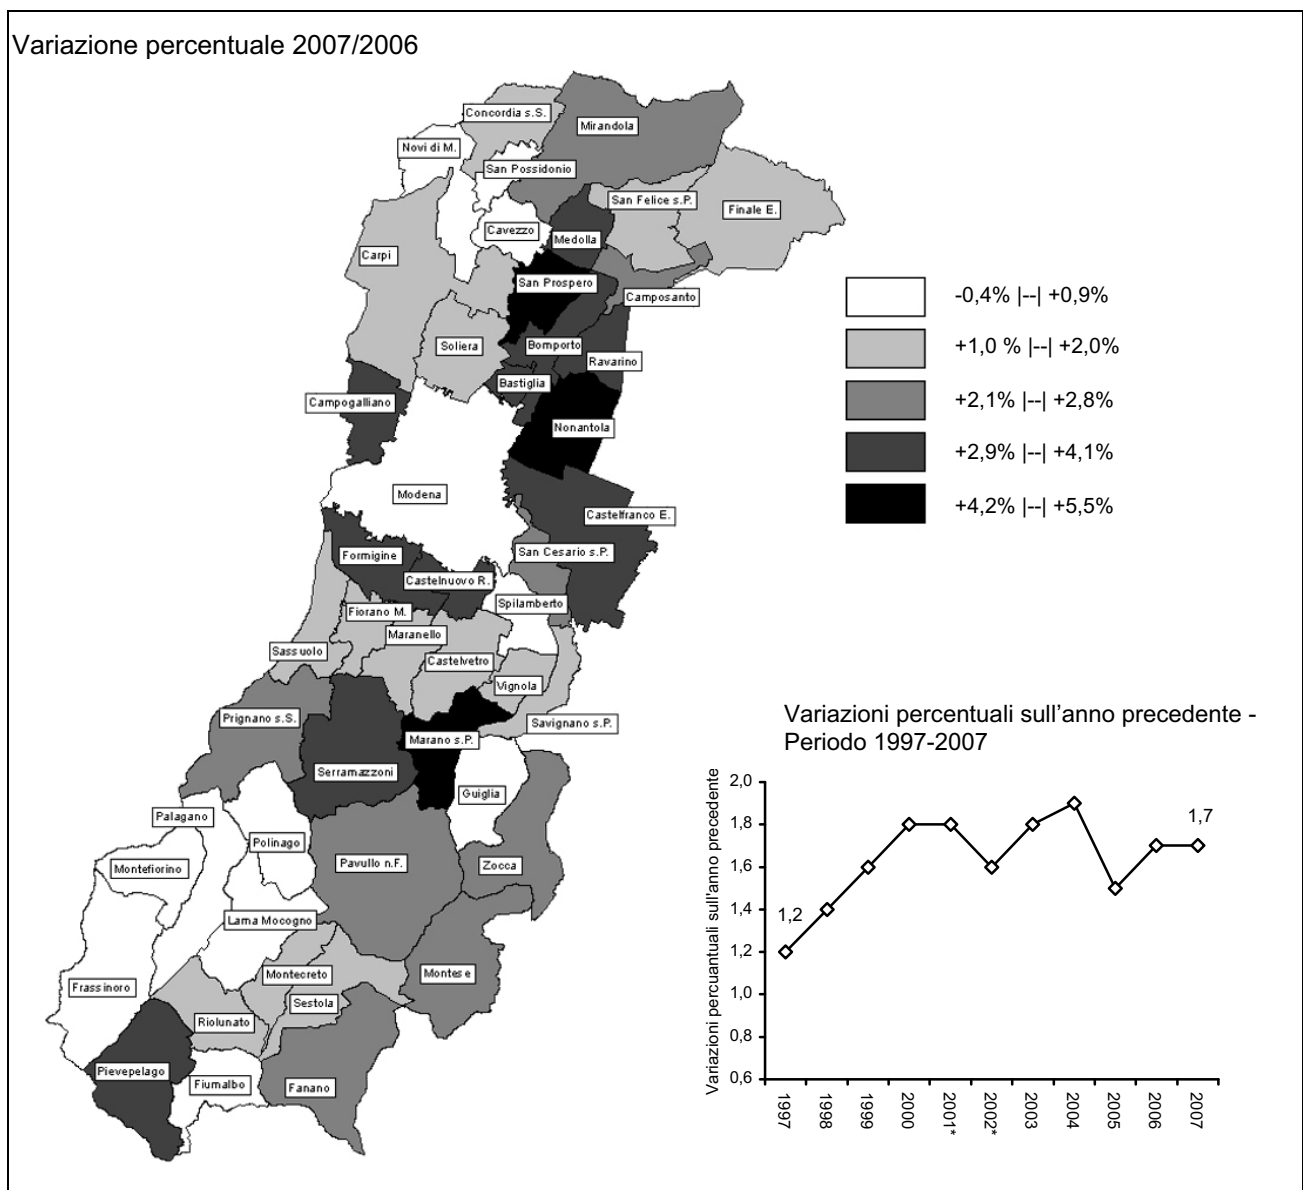 Variazione percentuale 2007/2006
Concordia s.S.
Mirandola
Novi di M.
San Possidonio
San Felice s.P.
Finale E.
Cavezzo
Medolla
Carpi
San Prospero
Camposanto
Soliera
Bomporto
Ravarino
Bastiglia
Campogalliano
Nonantola
Modena
Castelfranco E.
Formigine
San Cesario s.P.
Castelnuovo R.
Spilamberto
Fiorano M.
Maranello
Sassuolo
Castelvetro
Vignola
Prignano s.S.
Savignano s.P.
Marano s.P.
Serramazzoni
Guiglia
Palagano
Polinago
Montefiorino
Pavullo n.F.
Zocca
Lama Mocogno
Montecreto
Montese
Frassinoro
Sestola
Riolunato
Pievepelago
Fiumalbo
Fanano
-0,4% |--| +0,9%
+1,0 % |--| +2,0%
+2,1% |--| +2,8%
+2,9% |--| +4,1%
+4,2% |--| +5,5%
Variazioni percentuali sull'anno precedente -
Periodo 1997-2007
Variazioni percuantuali sull'anno precedente
2,0
1,8
1,6
1,4
1,2
1,0
0,8
0,6
1,2
1,7
1997
1998
1999
2000
2001*
2002*
2003
2004
2005
2006
2007